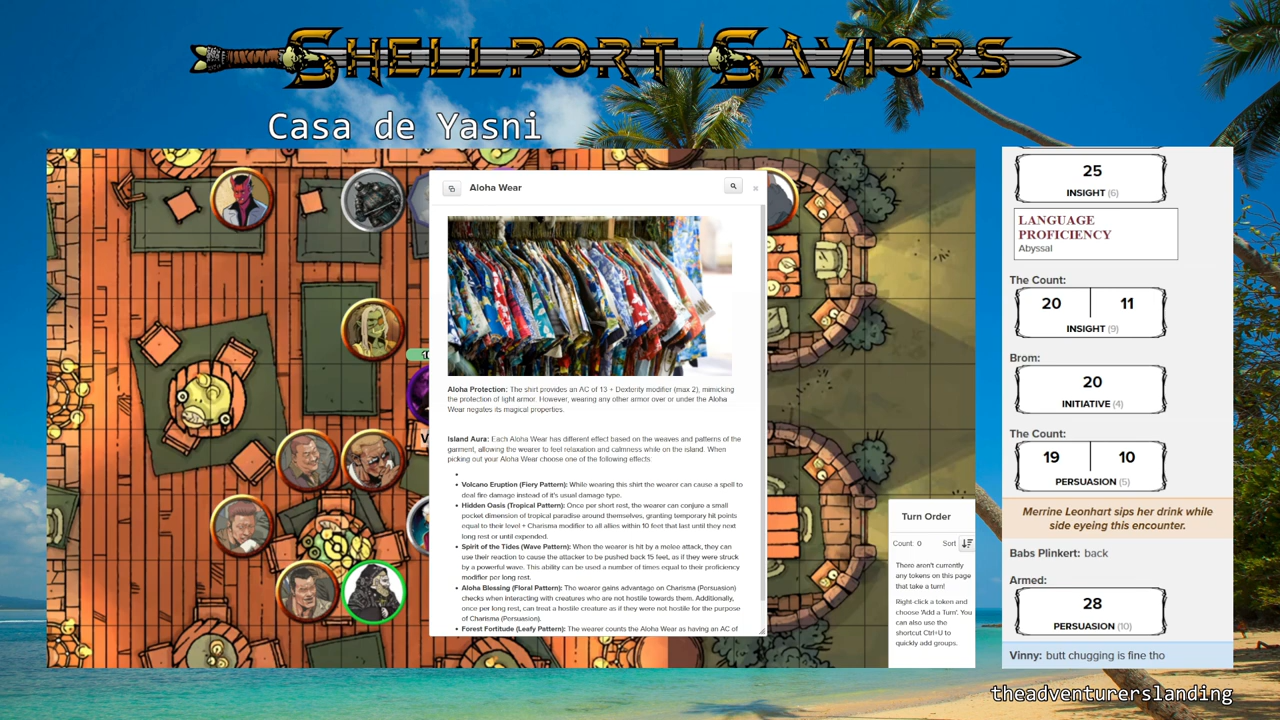 SHELLPORT SAVIORS
Casa de Yasni
Aloha Wear
Aloha Protection: The shirt provides an AC of 13 + Dexterity modifier (max 2), mimicking
the protection of light armor. However, wearing any other armor over or under the Aloha
Wear negates its magical properties.
Island Aura: Each Aloha Wear has different effect based on the weaves and patterns of the
garment, allowing the wearer to feel relaxation and calmness while on the island. When
picking out your Aloha Wear choose one of the following effects
Volcano Eruption (Fiery Pattern): While wearing this shirt the wearer can cause a spell to
deal fire damage instead of it's usual damage type.
Hidden Oasis (Tropical Pattern): Once per short rest, the wearer can conjure a small
pocket dimension of tropical paradise around themselves, granting temporary hit points
equal to their level + Charisma modifier to all allies within 10 feet that last until they next
long rest or until expended.
Spirit of the Tides (Wave Pattern): When the wearer is hit by a melee attack, they can
use their reaction to cause the attacker to be pushed back 15 feet, as if they were struck
by a powerful wave. This ability can be used a number of times equal to their proficiency
modifier per long rest.
Aloha Blessing (Floral Pattern): The wearer gains advantage on Charisma (Persuasion)
checks when interacting with creatures who are not hostile towards them. Additionally,
once per long rest, can treat a hostile creature as if they were not hostile for the purpose
of Charisma (Persuasion).
Forest Fortitude (Leafy Pattern): The wearer counts the Aloha Wear as having an AC of
Turn Order
Count: 0 Sort
There aren't currently
any tokens on this page
that take a turn!
Right-click a token and
choose 'Add a Turn'. You
can also use the
shortcut Ctrl+U to
quickly add groups.
25
INSIGHT (6)
LANGUAGE
PROFICIENCY
Abyssal
The Count:
20 11
INSIGHT (9)
Brom:
20
INITIATIVE (4)
The Count:
19 10
PERSUASION (5)
Merrine Leonhart sips her drink while
side eyeing this encounter.
Babs Plinkert: back
Armed:
28
PERSUASION (10)
Vinny: butt chugging is fine tho
theadventurerslanding